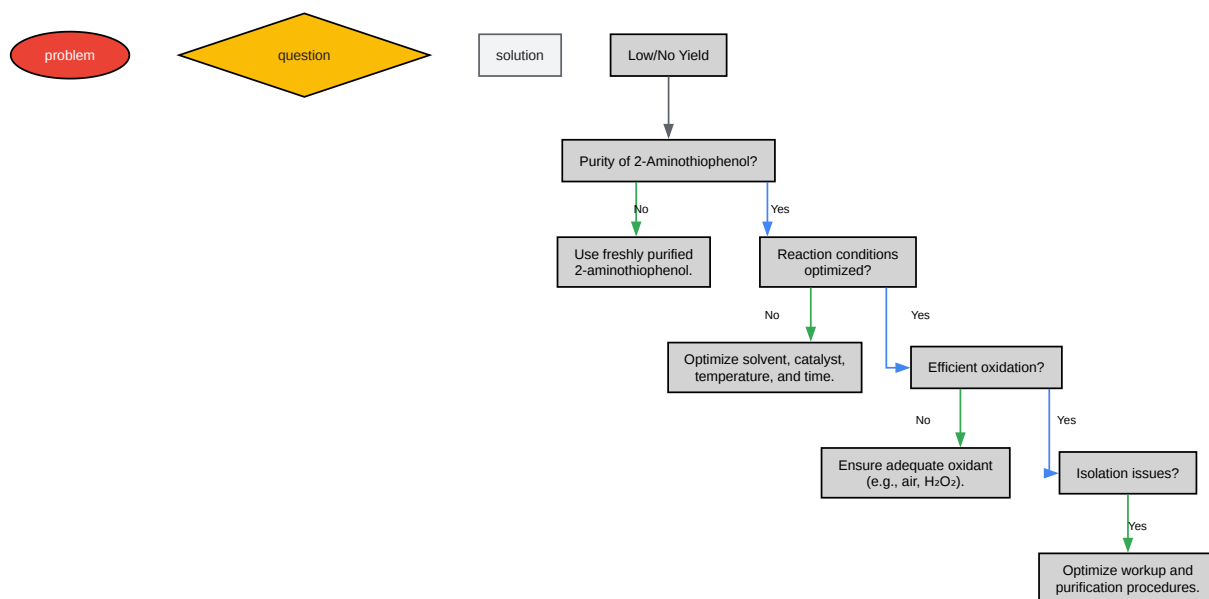 problem
question
solution
Low/No Yield
Purity of 2-Aminothiophenol?
No
Yes
Use freshly purified
2-aminothiophenol.
Reaction conditions
optimized?
No
Yes
Optimize solvent, catalyst,
temperature, and time.
Efficient oxidation?
No
Yes
Ensure adequate oxidant
(e.g., air, H₂O₂).
Isolation issues?
Yes
Optimize workup and
purification procedures.